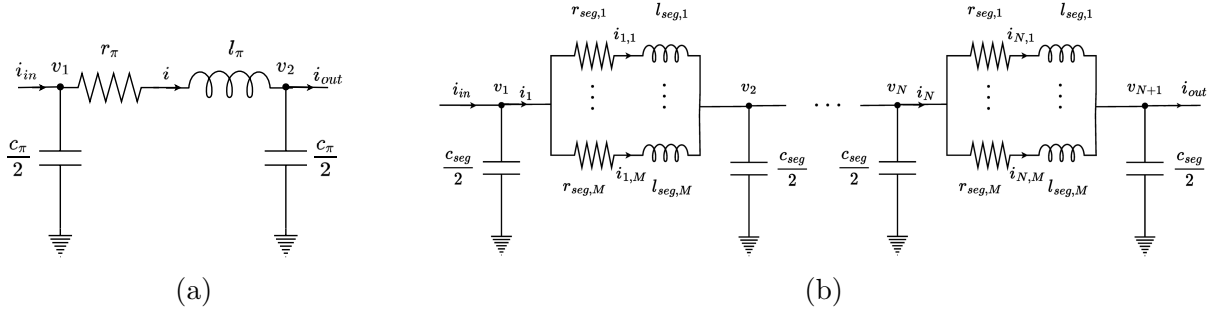 r_π l_π
i_in v_1 i v_2 i_out
c_π/2 c_π/2
(a)
r_seg,1 l_seg,1 r_seg,1 l_seg,1
i_1,1 i_N,1
i_in v_1 i_1 v_2 ... v_N i_N v_N+1 i_out
c_seg/2 c_seg/2 c_seg/2 c_seg/2
i_1,M i_N,M
r_seg,M l_seg,M r_seg,M l_seg,M
(b)